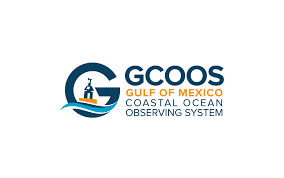 GCOOS
GULF OF MEXICO
COASTAL OCEAN
OBSERVING SYSTEM